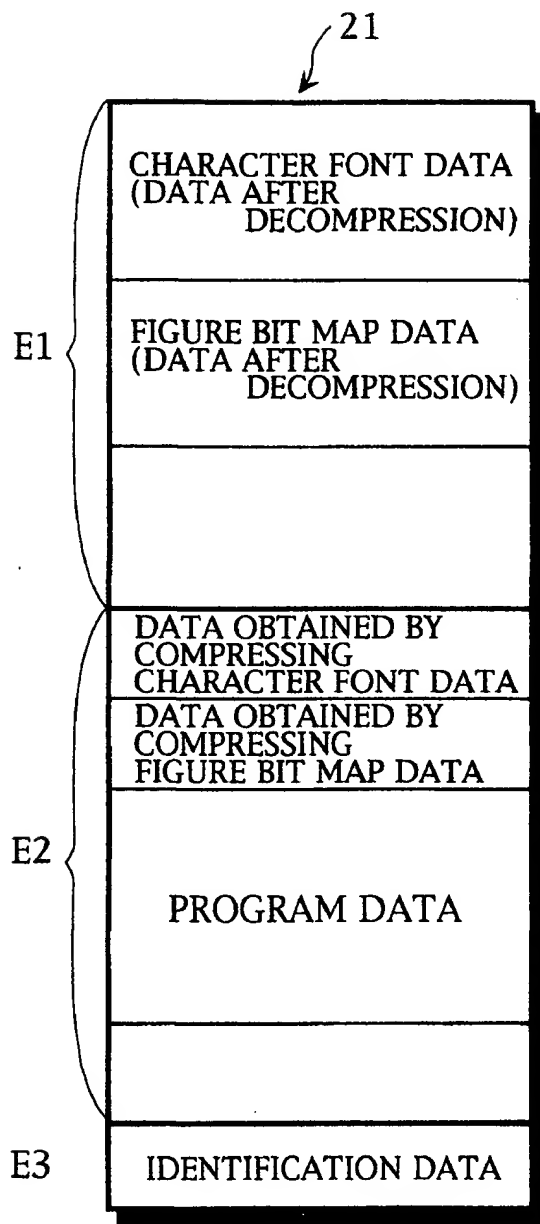 21
CHARACTER FONT DATA
(DATA AFTER
DECOMPRESSION)
E1
FIGURE BIT MAP DATA
(DATA AFTER
DECOMPRESSION)
DATA OBTAINED BY
COMPRESSING
CHARACTER FONT DATA
DATA OBTAINED BY
COMPRESSING
FIGURE BIT MAP DATA
E2
PROGRAM DATA
E3
IDENTIFICATION DATA